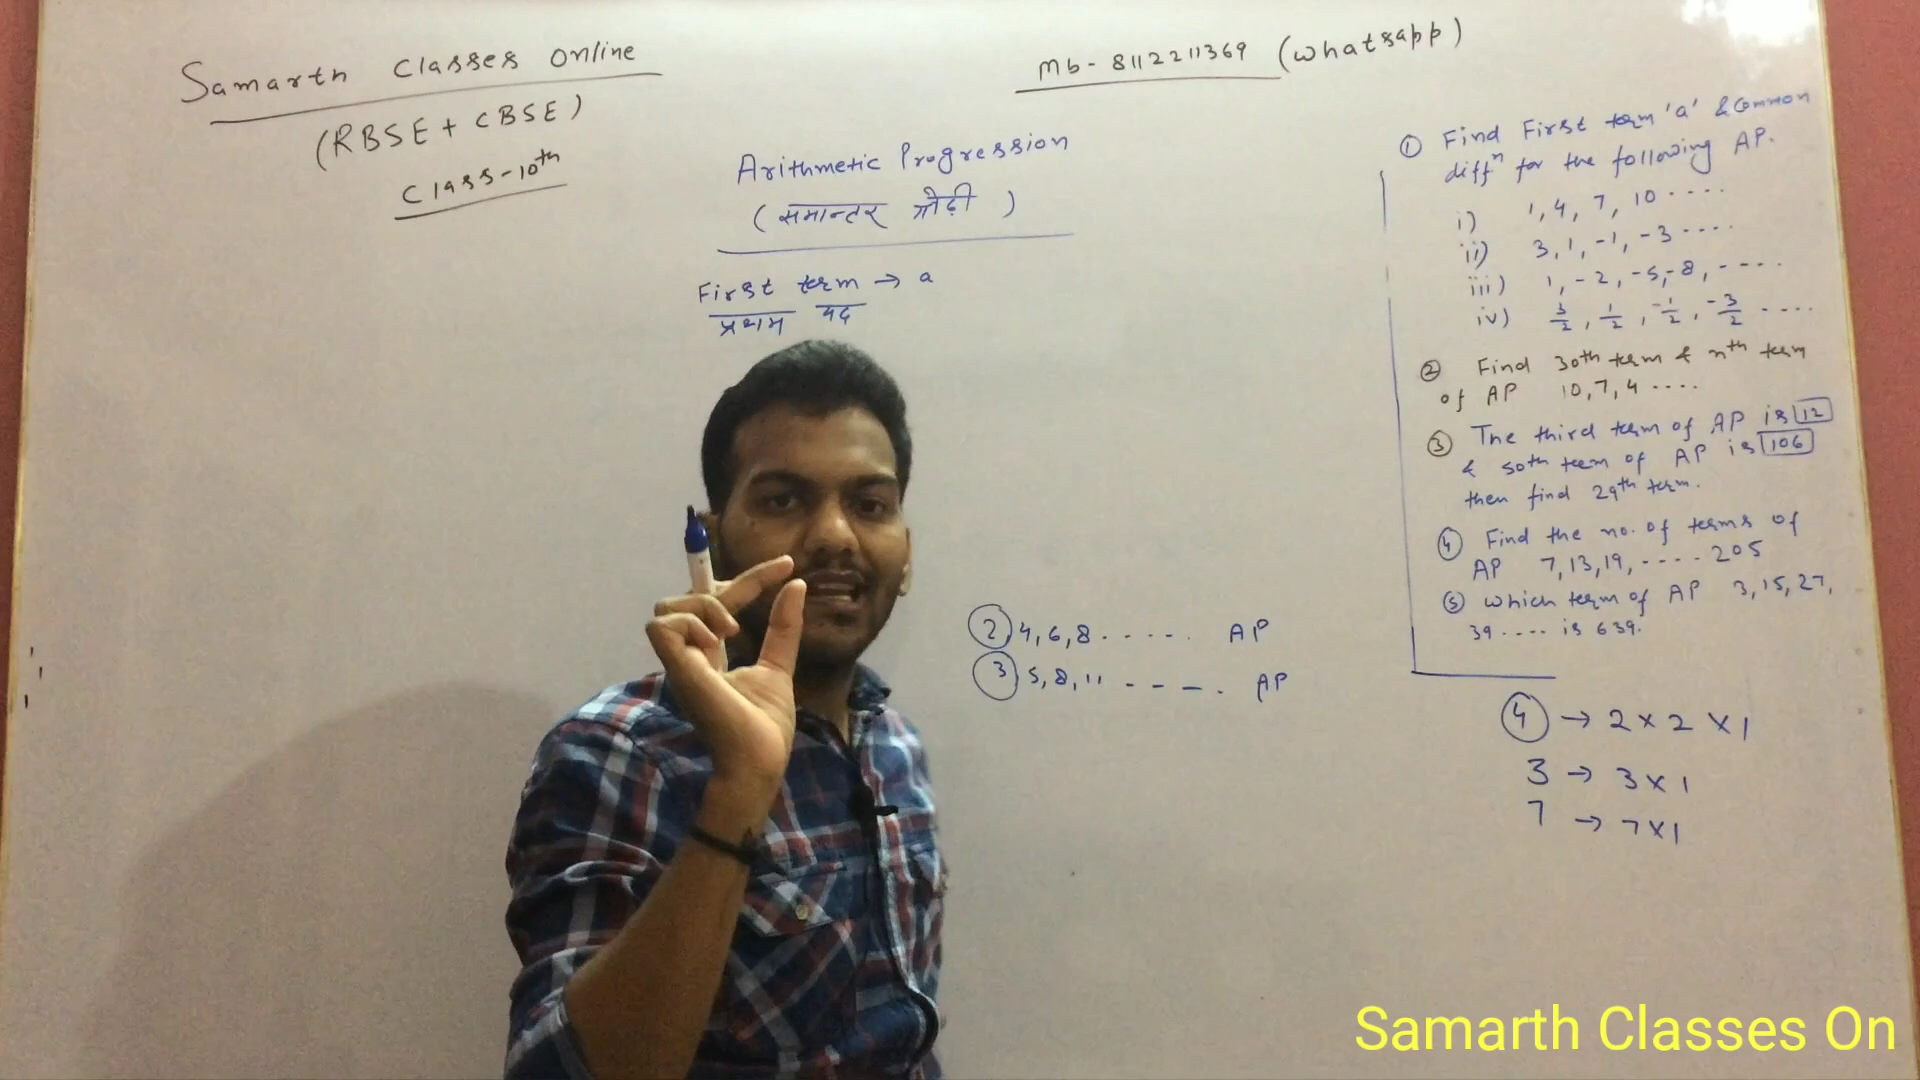 Samarth Classes Online
(RBSE + CBSE)
Class-10th
Mb- 8112211369 (Whatsapp)
Arithmetic Progression
(समान्तर श्रेढ़ी)
First term → a
प्रथम पद
2, 4, 6, 8 ..... AP
3, 5, 8, 11 - - - . AP
① Find First term 'a' & Common
diffⁿ for the following AP.
i) 1, 4, 7, 10 ....
ii) 3, 1, -1, -3 ....
iii) 1, -2, -5, -8, - - - .
iv) 3/2, 1/2, -1/2, -3/2 ....
② Find 30th term & nth term
of AP 10, 7, 4 ....
③ The third term of AP is 12
& 50th term of AP is 106
then find 29th term.
④ Find the no. of terms of
AP 7, 13, 19, - - - - 205
⑤ Which term of AP 3, 15, 27,
39 .... is 639.
4 → 2 x 2 x 1
3 → 3 x 1
7 → 7 x 1
Samarth Classes On